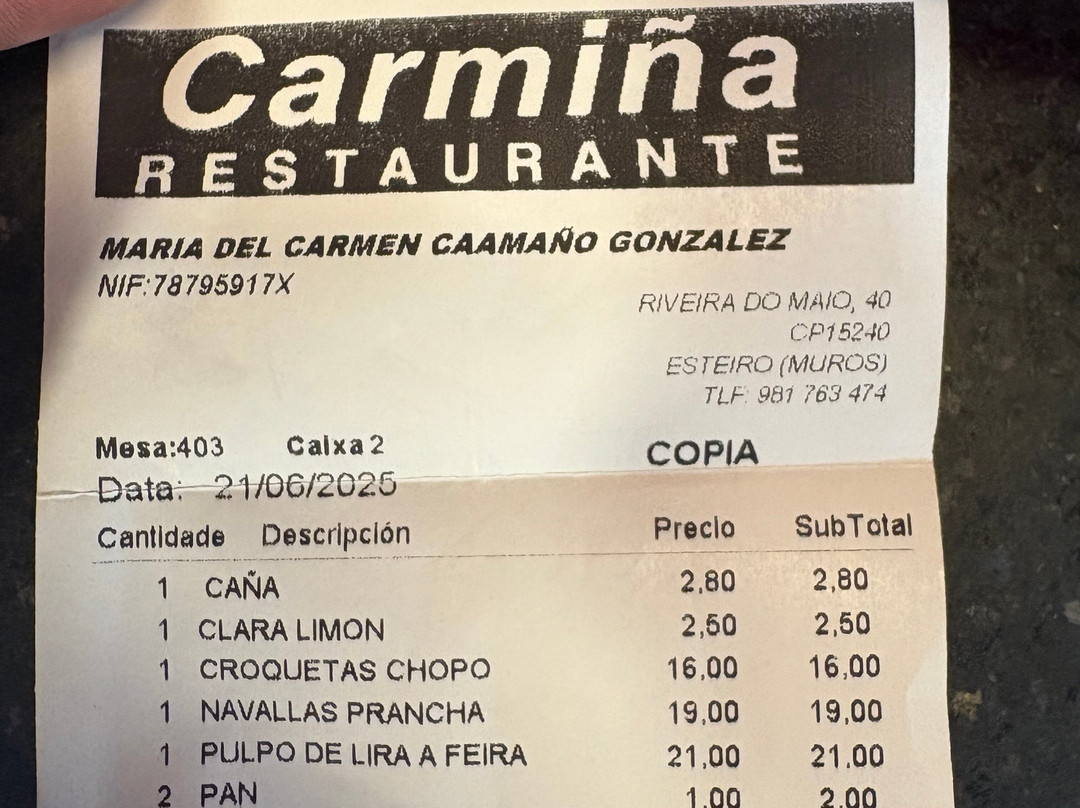 Carmiña
RESTAURANTE
MARIA DEL CARMEN CAAMAÑO GONZALEZ
NIF:78795917X
RIVEIRA DO MAIO, 40
CP15240
ESTEIRO (MUROS)
TLF: 981 763 474
Mesa:403 Caixa 2 COPIA
Data: 21/06/2025
Cantidade Descripción Precio SubTotal
1 CAÑA 2,80 2,80
1 CLARA LIMON 2,50 2,50
1 CROQUETAS CHOPO 16,00 16,00
1 NAVALLAS PRANCHA 19,00 19,00
1 PULPO DE LIRA A FEIRA 21,00 21,00
2 PAN 1,00 2,00